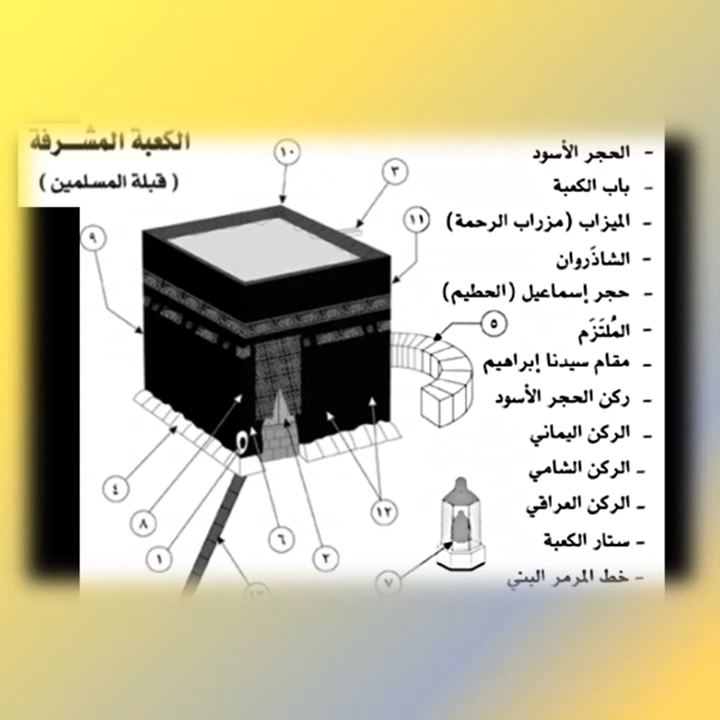 الكعبة المشرفة
( قبلة المسلمين )
- الحجر الأسود
- باب الكعبة
- الميزاب (مزراب الرحمة)
- الشاذَروان
- حجر إسماعيل (الحطيم)
- المُلتَزَم
- مقام سيدنا إبراهيم
- ركن الحجر الأسود
- الركن اليماني
- الركن الشامي
- الركن العراقي
- ستار الكعبة
- خط المرمر البني
١٠
٣
١١
٩
٥
٤
٨
١
٦
٢
١٢
٧
١٣